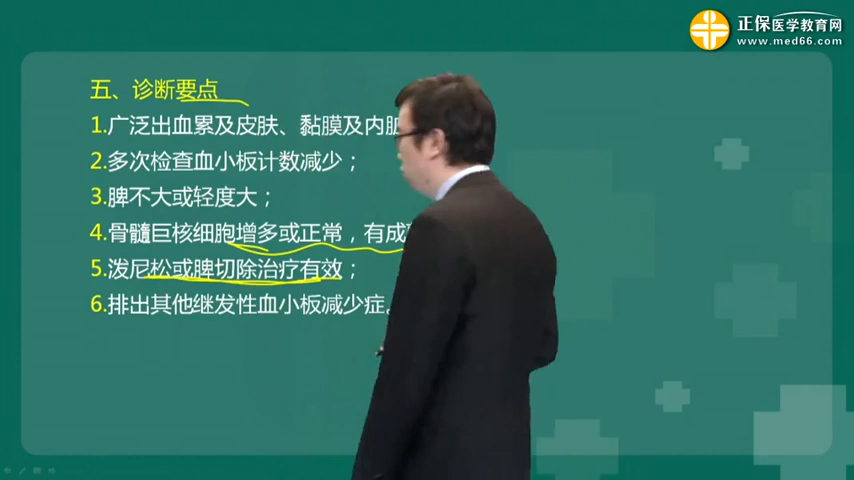 正保医学教育网
www.med66.com
五、诊断要点
1.广泛出血累及皮肤、黏膜及内脏
2.多次检查血小板计数减少；
3.脾不大或轻度大；
4.骨髓巨核细胞增多或正常，有成
5.泼尼松或脾切除治疗有效；
6.排出其他继发性血小板减少症。